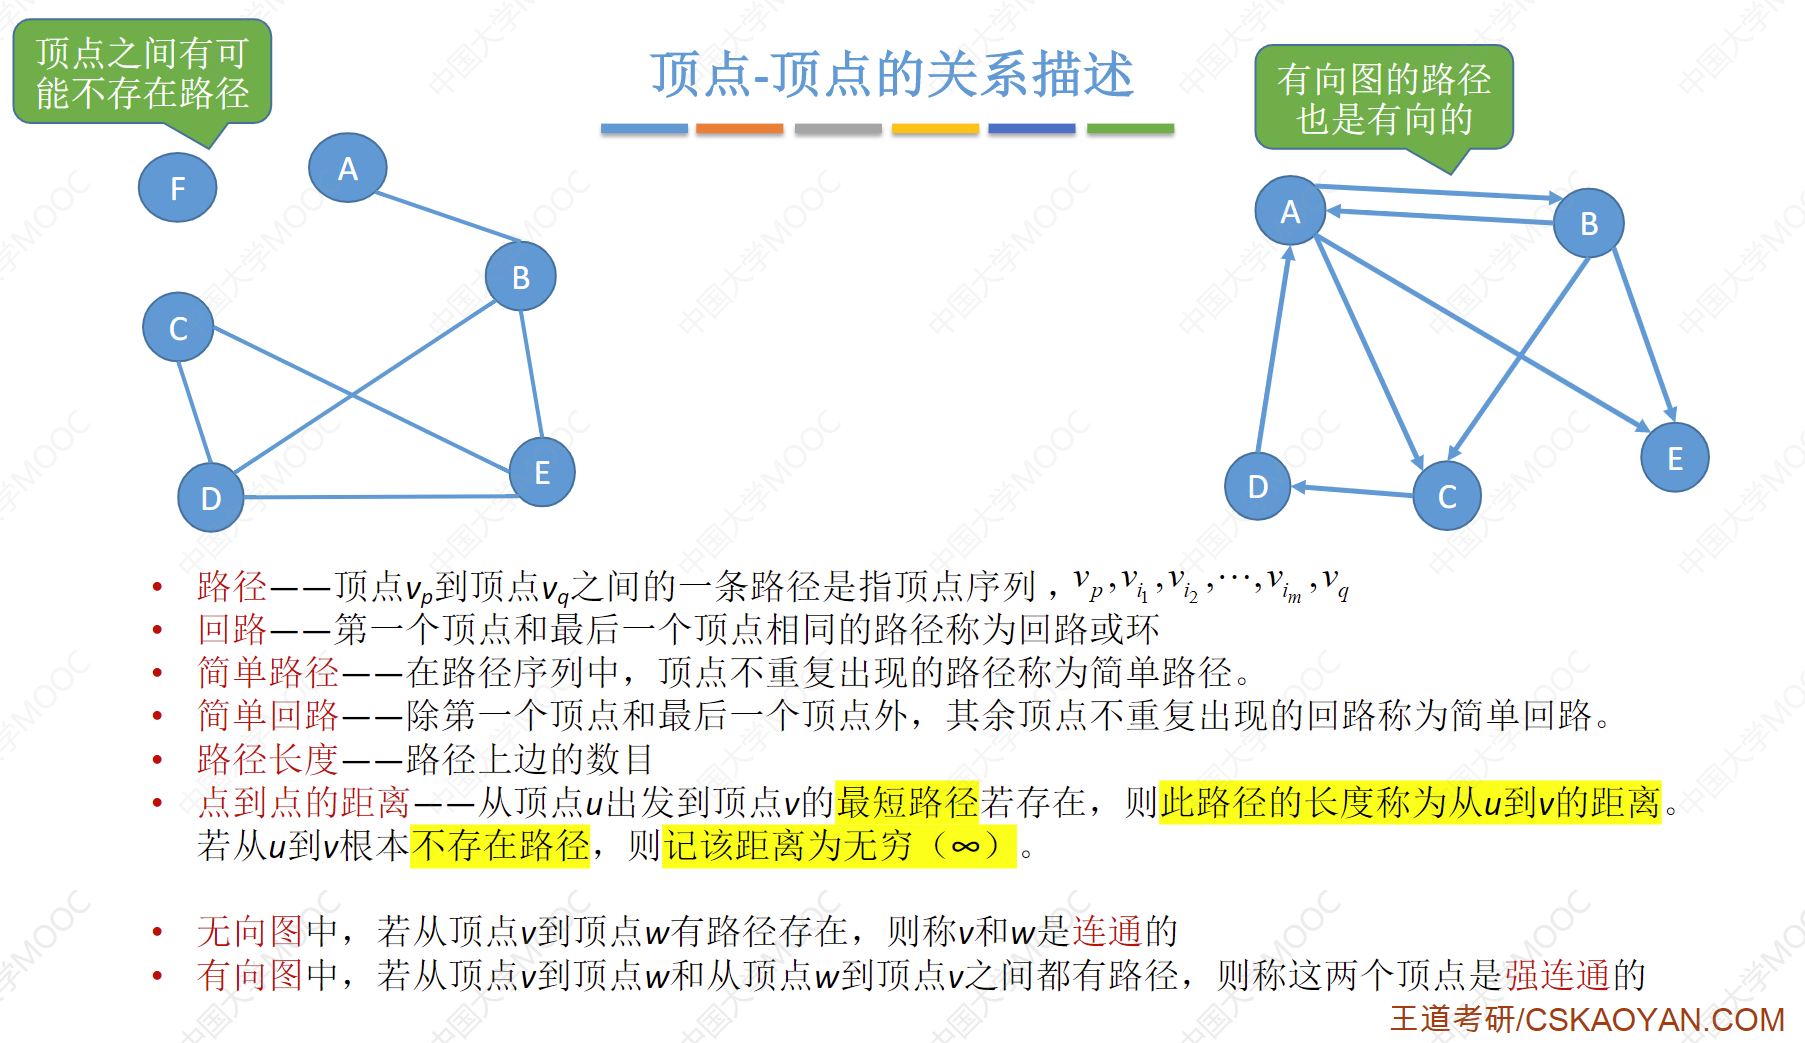 顶点之间有可
能不存在路径
顶点-顶点的关系描述
有向图的路径
也是有向的
F
A
B
C
D
E
A
B
C
D
E
• 路径——顶点vp到顶点vq之间的一条路径是指顶点序列，vp,vi1,vi2,⋯,vim,vq
• 回路——第一个顶点和最后一个顶点相同的路径称为回路或环
• 简单路径——在路径序列中，顶点不重复出现的路径称为简单路径。
• 简单回路——除第一个顶点和最后一个顶点外，其余顶点不重复出现的回路称为简单回路。
• 路径长度——路径上边的数目
• 点到点的距离——从顶点u出发到顶点v的最短路径若存在，则此路径的长度称为从u到v的距离。
若从u到v根本不存在路径，则记该距离为无穷（∞）。
• 无向图中，若从顶点v到顶点w有路径存在，则称v和w是连通的
• 有向图中，若从顶点v到顶点w和从顶点w到顶点v之间都有路径，则称这两个顶点是强连通的
王道考研/CSKAOYAN.COM
中国大学MOOC